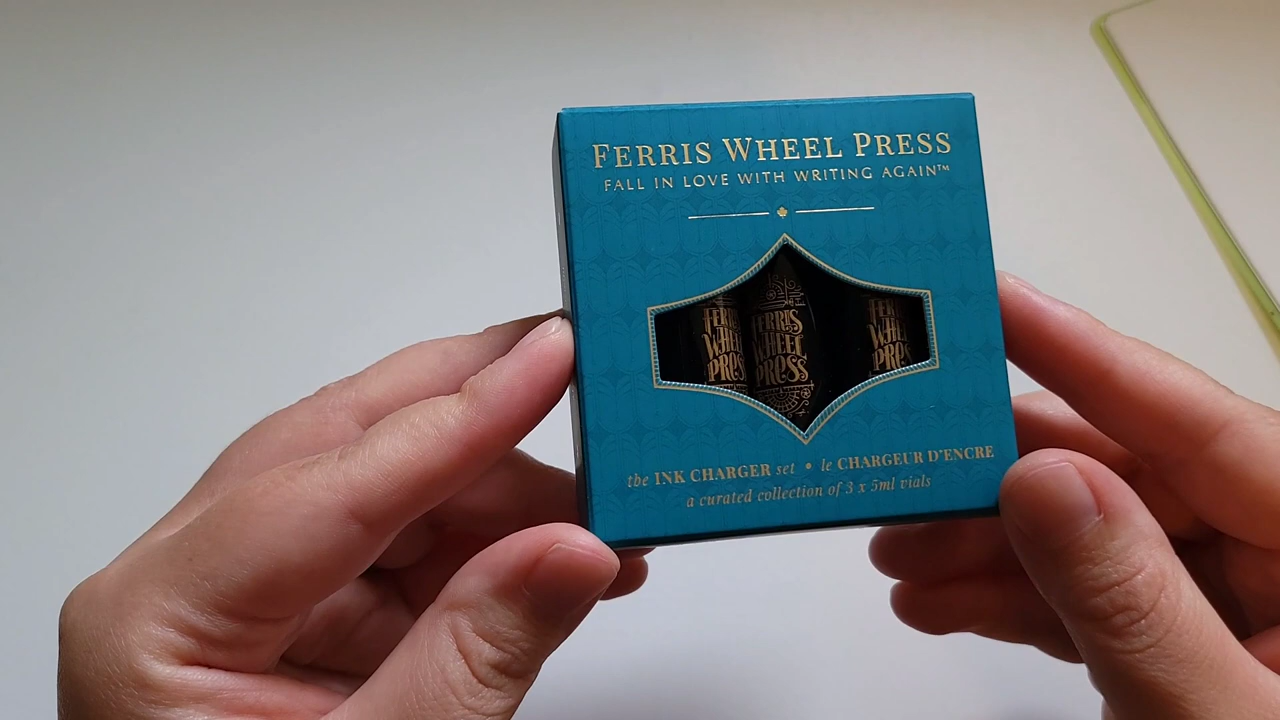 FERRIS WHEEL PRESS
FALL IN LOVE WITH WRITING AGAIN™
FERRIS
WHEEL
PRESS
FERRIS
WHEEL
PRESS
FERRIS
WHEEL
PRESS
the INK CHARGER set • le CHARGEUR D'ENCRE
a curated collection of 3 x 5ml vials